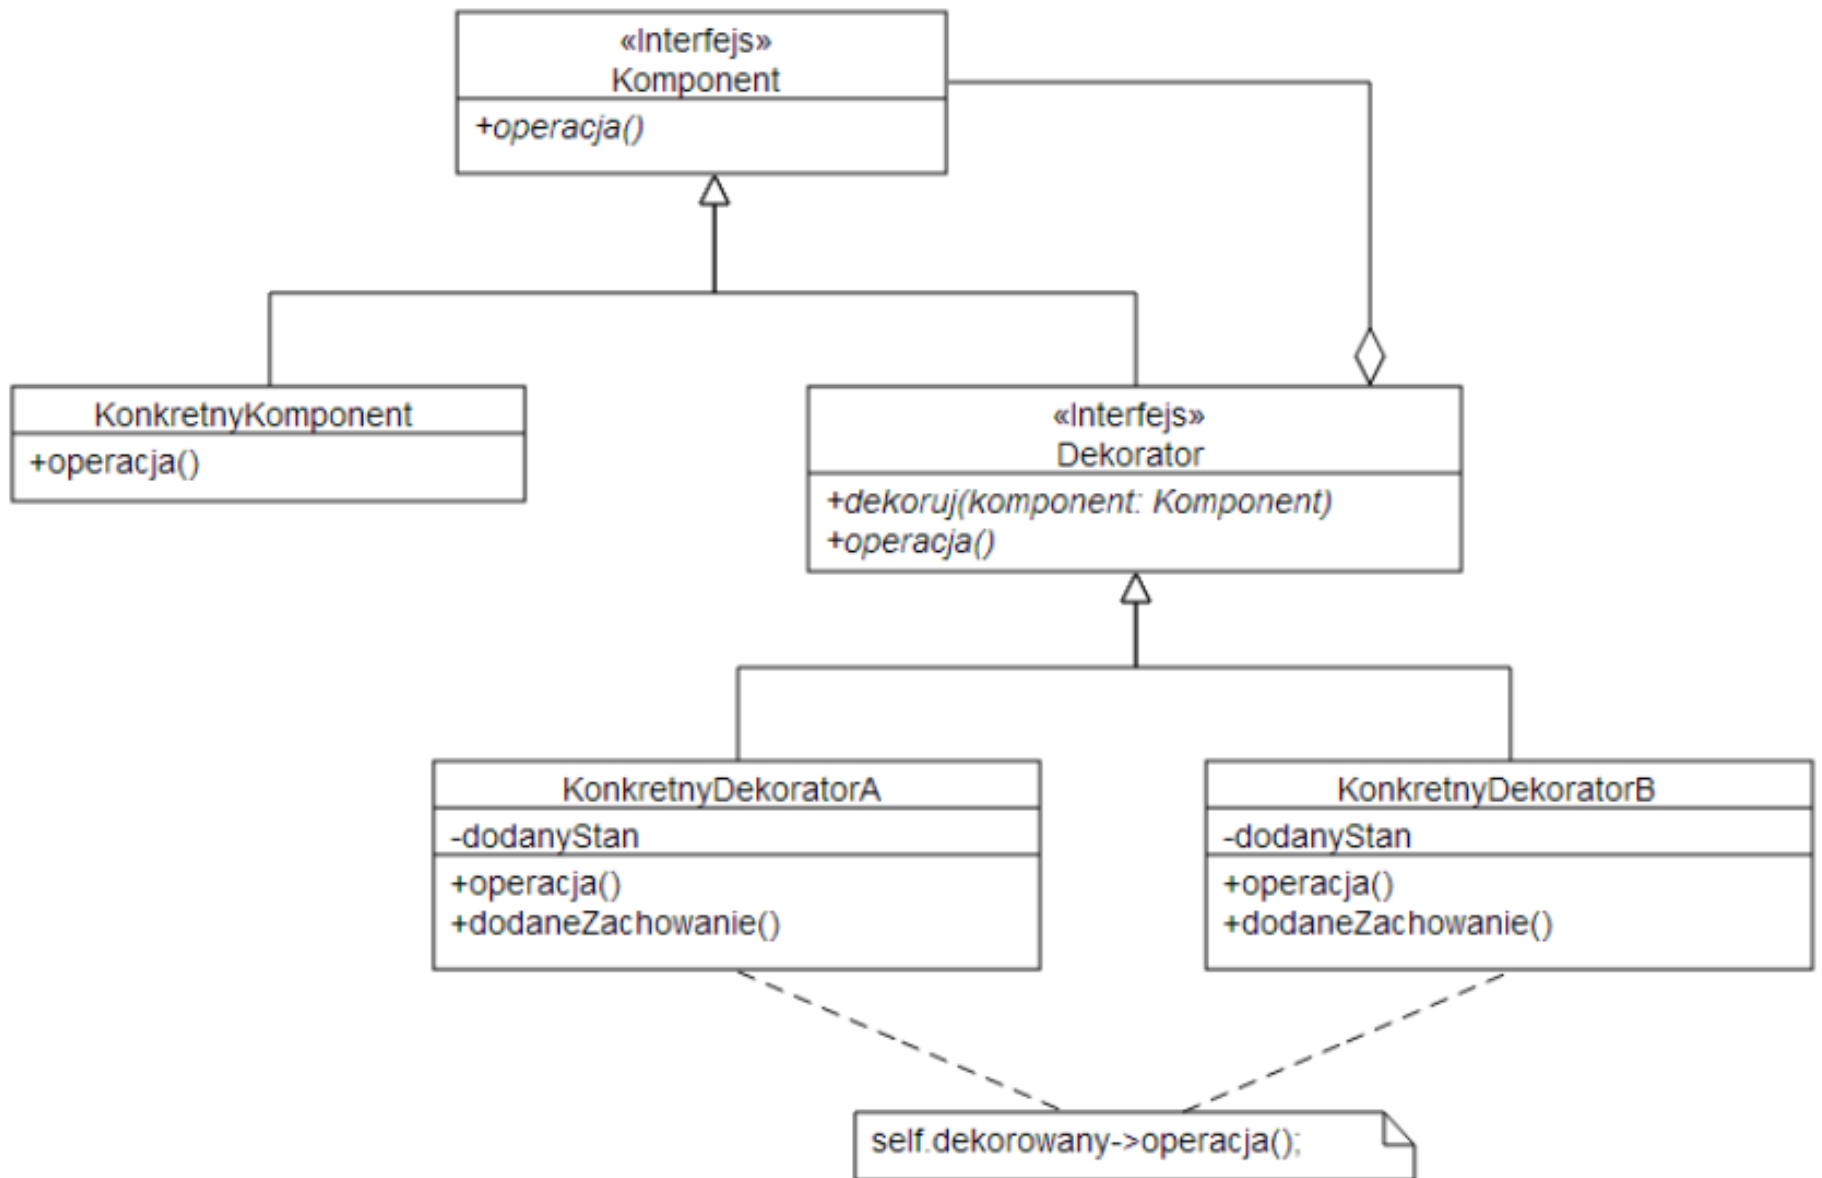 «Interfejs»
Komponent
+operacja()
KonkretnyKomponent
+operacja()
«Interfejs»
Dekorator
+dekoruj(komponent: Komponent)
+operacja()
KonkretnyDekoratorA
-dodanyStan
+operacja()
+dodaneZachowanie()
KonkretnyDekoratorB
-dodanyStan
+operacja()
+dodaneZachowanie()
self.dekorowany->operacja();